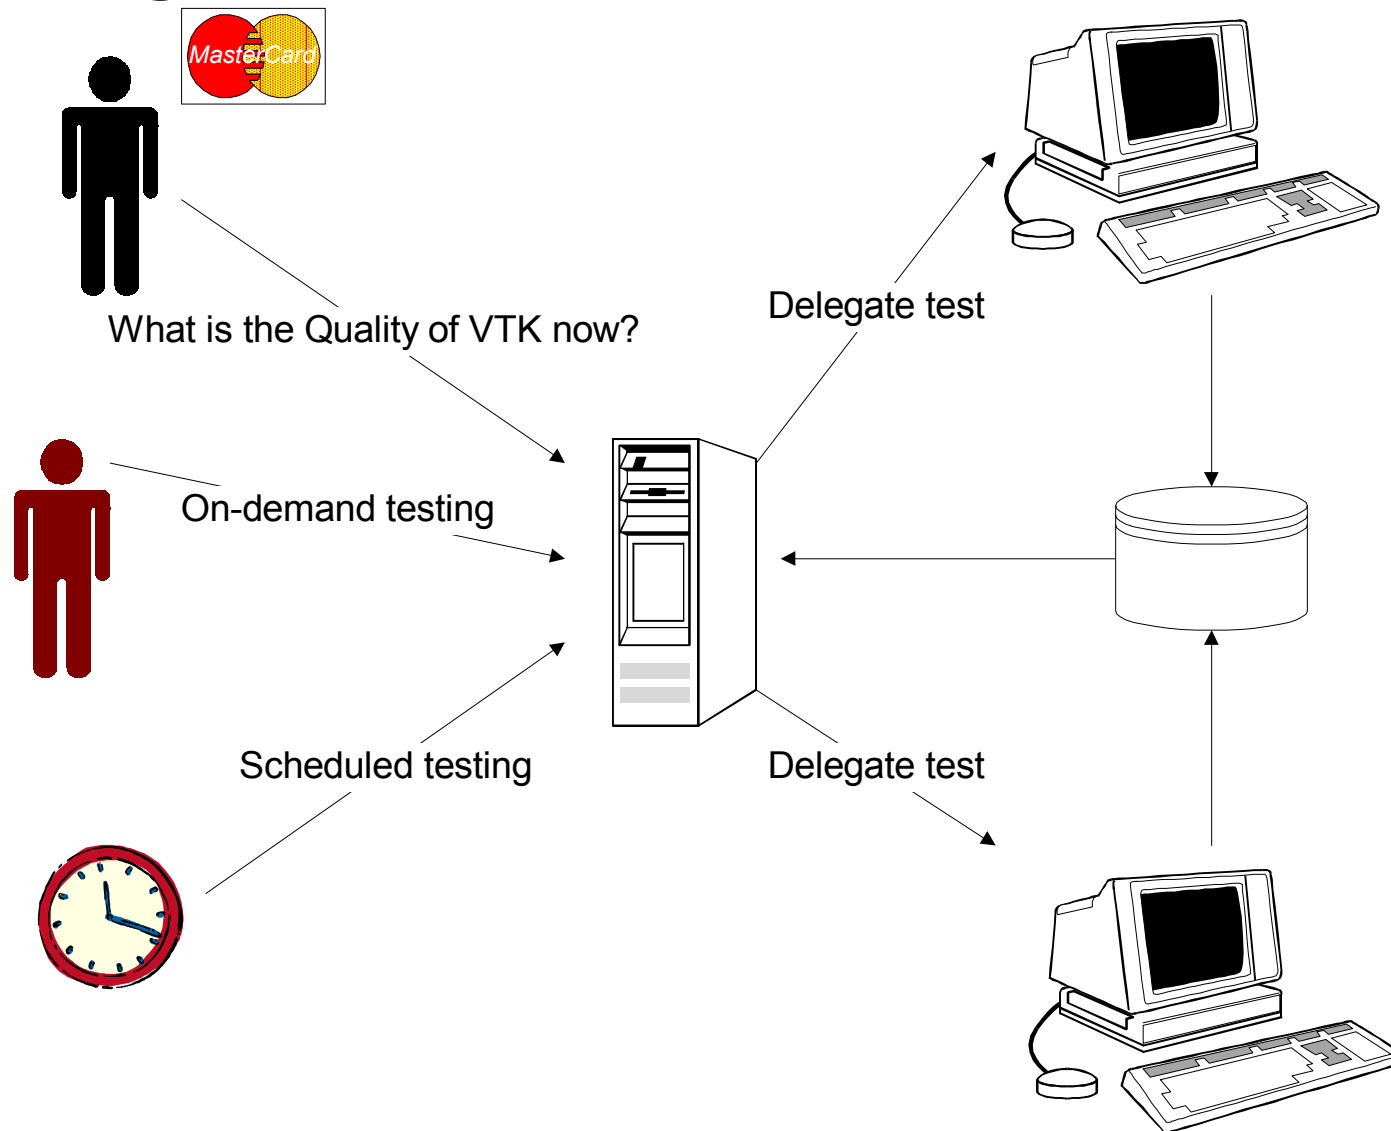 MasterCard
What is the Quality of VTK now?
Delegate test
On-demand testing
Scheduled testing
Delegate test